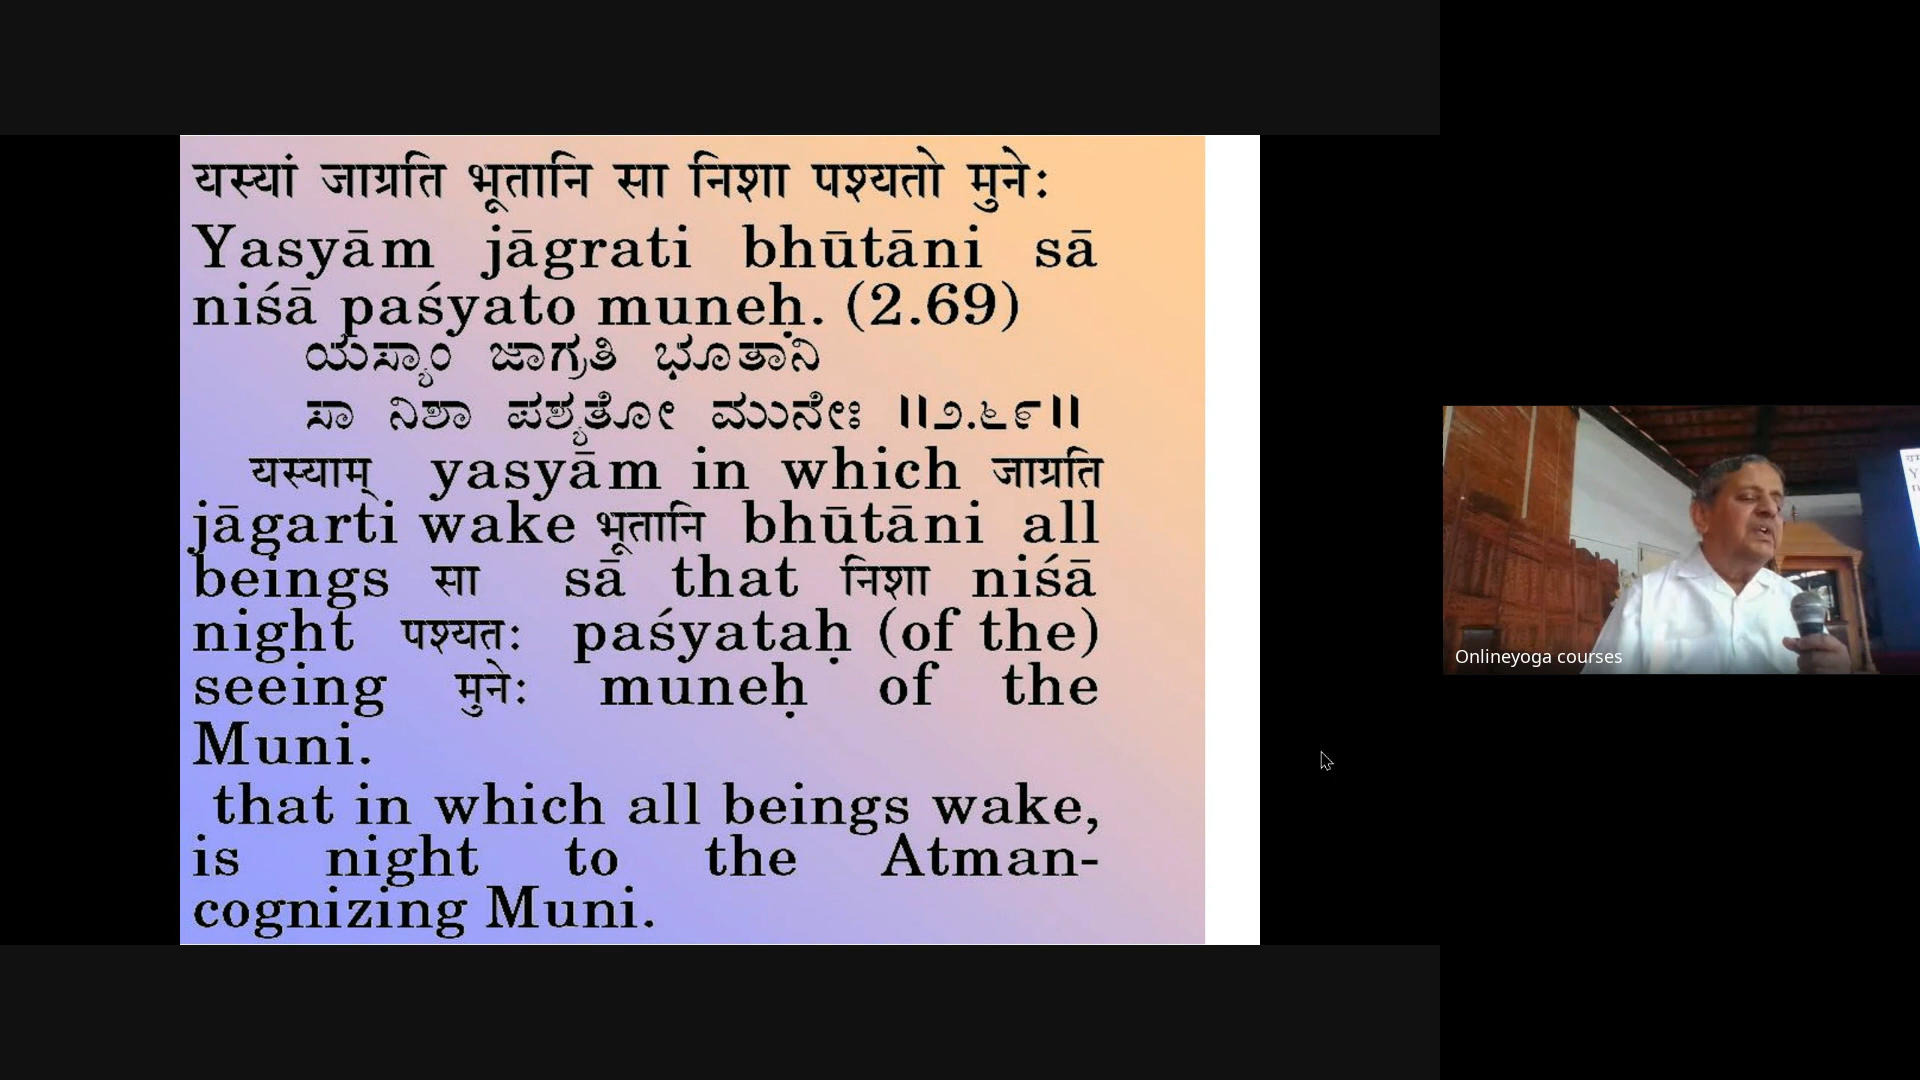 यस्यां जाग्रति भूतानि सा निशा पश्यतो मुनेः
Yasyām jāgrati bhūtāni sā
niśā paśyato muneḥ. (2.69)
ಯಸ್ಯಾಂ ಜಾಗ್ರತಿ ಭೂತಾನಿ
ಸಾ ನಿಶಾ ಪಶ್ಯತೋ ಮುನೇಃ ॥೨.೬೯॥
यस्याम् yasyām in which जाग्रति
jāgarti wake भूतानि bhūtāni all
beings सा sā that निशा niśā
night पश्यतः paśyataḥ (of the)
seeing मुनेः muneḥ of the
Muni.
that in which all beings wake,
is night to the Atman-
cognizing Muni.
Onlineyoga courses